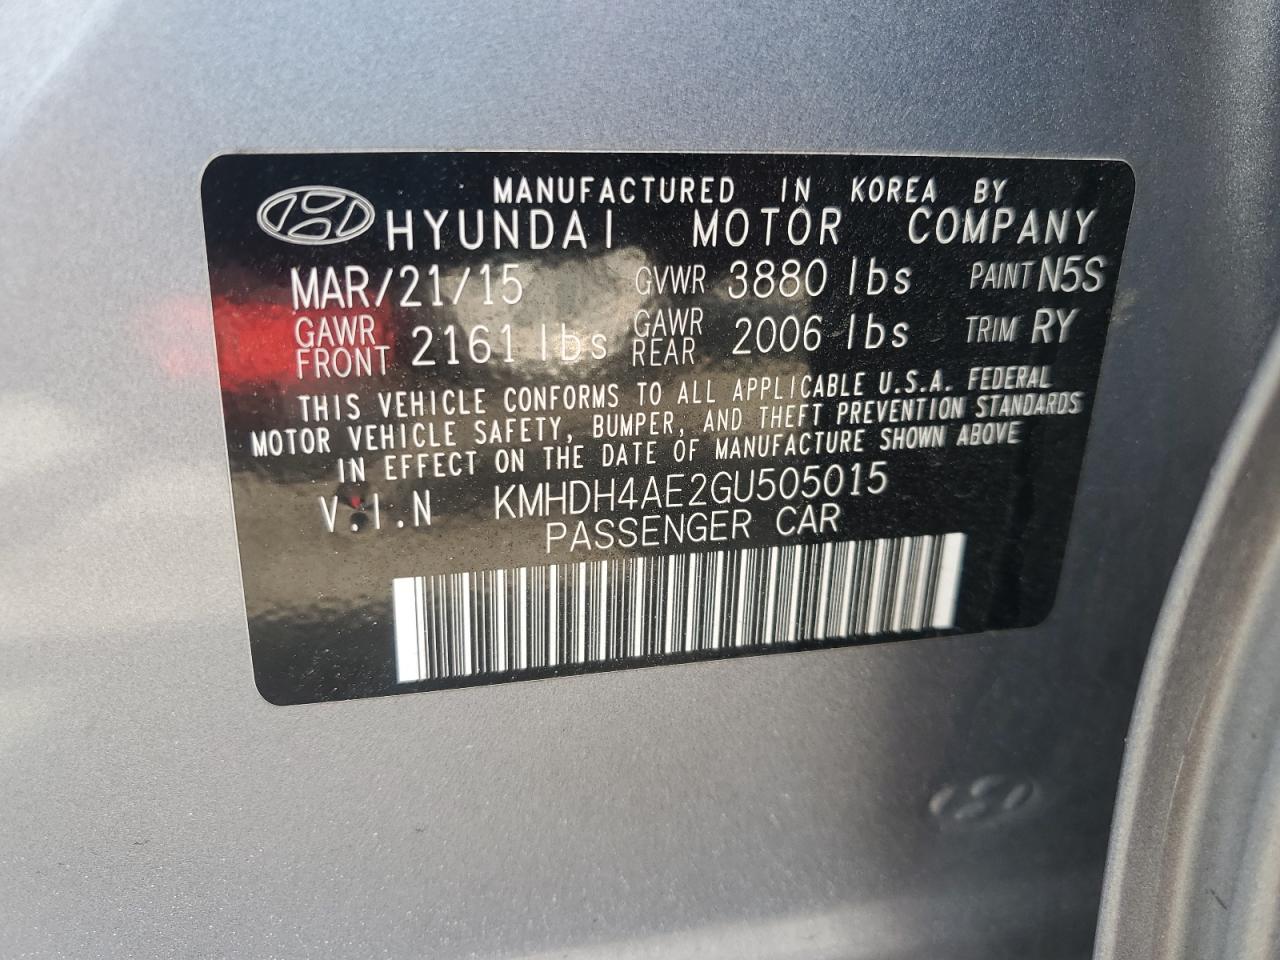 MANUFACTURED IN KOREA BY
HYUNDAI MOTOR COMPANY
MAR/21/15 GVWR 3880 lbs PAINT N5S
GAWR FRONT 2161 lbs GAWR REAR 2006 lbs TRIM RY
THIS VEHICLE CONFORMS TO ALL APPLICABLE U.S.A. FEDERAL
MOTOR VEHICLE SAFETY, BUMPER, AND THEFT PREVENTION STANDARDS
IN EFFECT ON THE DATE OF MANUFACTURE SHOWN ABOVE
V.I.N KMHDH4AE2GU505015
PASSENGER CAR